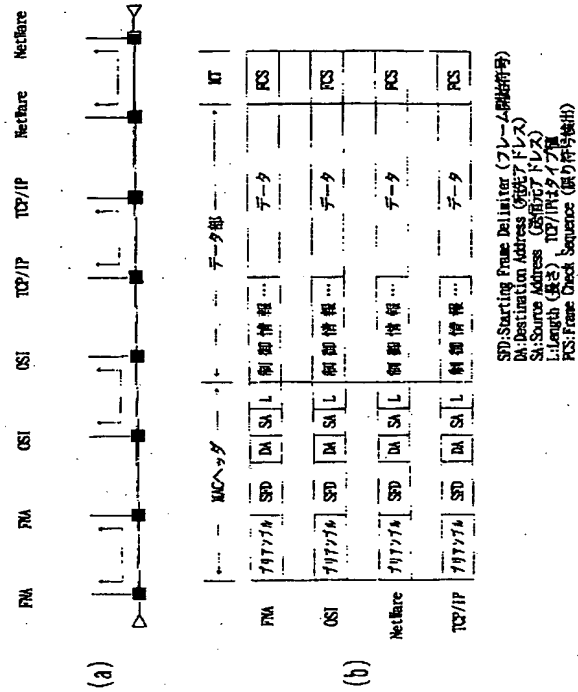 (a)
FNA FNA OSI OSI TCP/IP TCP/IP NetWare NetWare
(b)
MACヘッダ データ部
FNA プリアンブル SFD DA SA L 制御情報… データ FCS
OSI プリアンブル SFD DA SA L 制御情報… データ FCS
NetWare プリアンブル SFD DA SA L 制御情報… データ FCS
TCP/IP プリアンブル SFD DA SA L 制御情報… データ FCS
SFD:Starting Frame Delimiter (フレーム開始符号)
DA:Destination Address (宛先アドレス)
SA:Source Address (送信元アドレス)
L:Length (長さ) TCP/IPはタイプ
FCS:Frame Check Sequence (誤り符号検出)